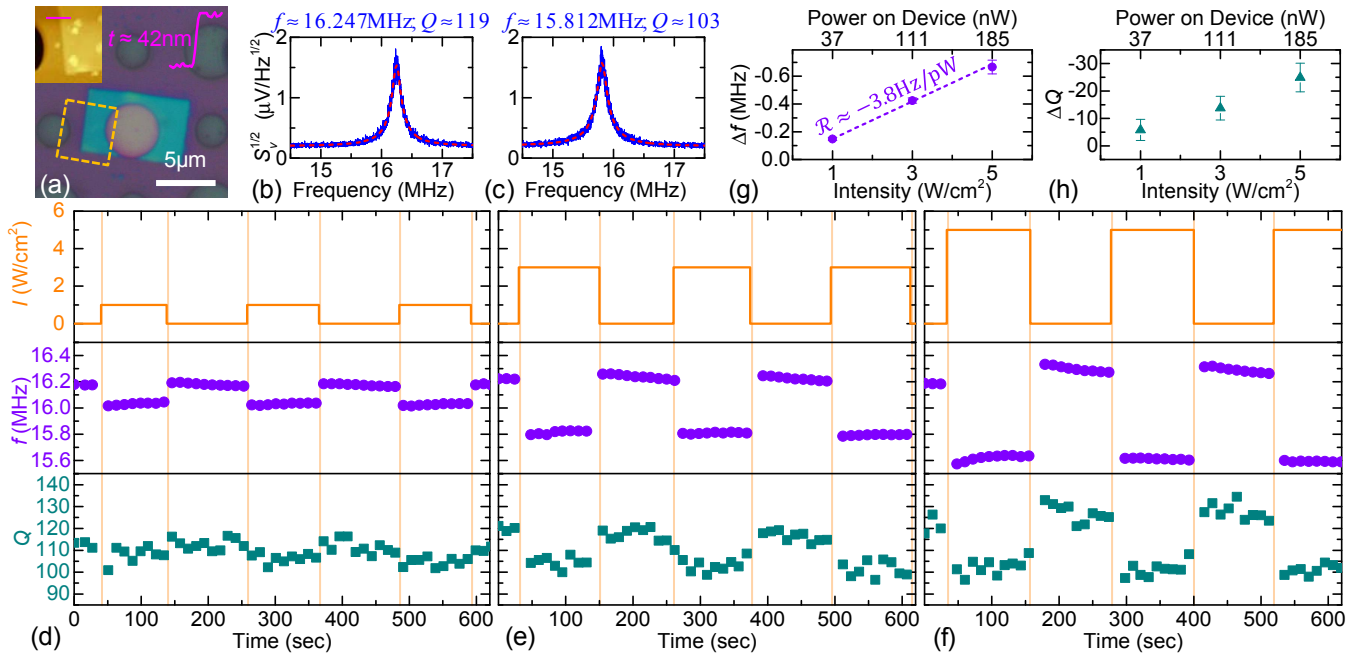 t ≈ 42nm
5μm
(a)
f ≈ 16.247MHz; Q ≈ 119
S_v^{1/2} (μV/Hz^{1/2})
2
1
0
15 16 17
Frequency (MHz)
(b)
f ≈ 15.812MHz; Q ≈ 103
2
1
0
15 16 17
Frequency (MHz)
(c)
Power on Device (nW)
37 111 185
Δf (MHz)
-0.6
-0.4
-0.2
0.0
ℛ ≈ −3.8Hz/pW
1 3 5
Intensity (W/cm²)
(g)
Power on Device (nW)
37 111 185
ΔQ
-30
-20
-10
0
1 3 5
Intensity (W/cm²)
(h)
I (W/cm²)
6
4
2
0
f (MHz)
16.4
16.2
16.0
15.8
15.6
Q
140
130
120
110
100
90
0 100 200 300 400 500 600
Time (sec)
(d)
0 100 200 300 400 500 600
Time (sec)
(e)
0 100 200 300 400 500 600
Time (sec)
(f)